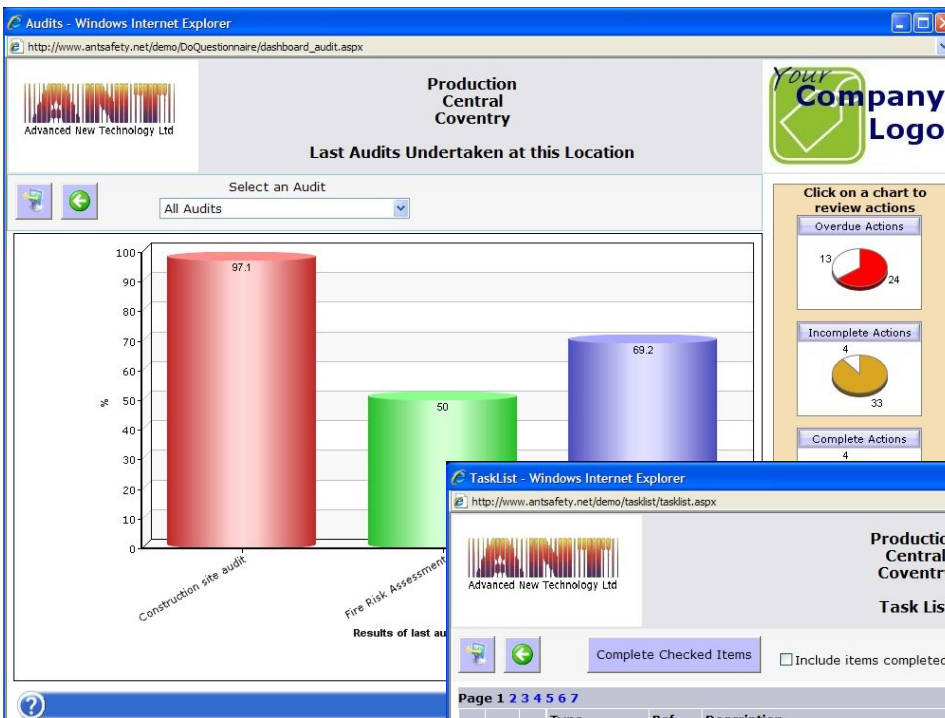 Audits - Windows Internet Explorer
http://www.antsafety.net/demo/DoQuestionnaire/dashboard_audit.aspx
ANT
Advanced New Technology Ltd
Production
Central
Coventry
Last Audits Undertaken at this Location
Your
Company
Logo
Select an Audit
All Audits
Click on a chart to
review actions
Overdue Actions
13
24
Incomplete Actions
4
33
Complete Actions
4
100
90
80
70
60
50
40
30
20
10
0
%
97.1
50
69.2
Construction site audit
Fire Risk Assessment
Results of last au
TaskList - Windows Internet Explorer
http://www.antsafety.net/demo/tasklist/tasklist.aspx
ANT
Advanced New Technology Ltd
Productio
Central
Coventr
Task Lis
Complete Checked Items
Include items completed
Page 1 2 3 4 5 6 7
Type Ref Description